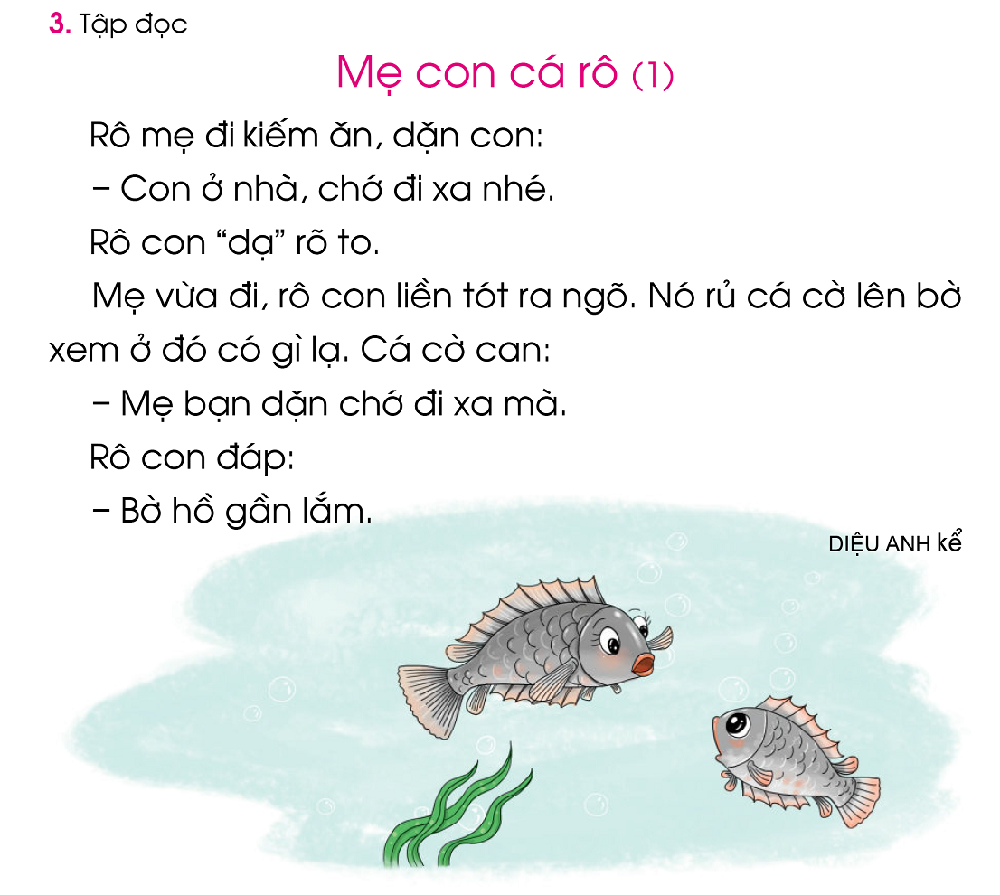 3. Tập đọc
Mẹ con cá rô (1)
Rô mẹ đi kiếm ăn, dặn con:
– Con ở nhà, chớ đi xa nhé.
Rô con “dạ” rõ to.
Mẹ vừa đi, rô con liền tót ra ngõ. Nó rủ cá cờ lên bờ
xem ở đó có gì lạ. Cá cờ can:
– Mẹ bạn dặn chớ đi xa mà.
Rô con đáp:
– Bờ hồ gần lắm.
DIỆU ANH kể